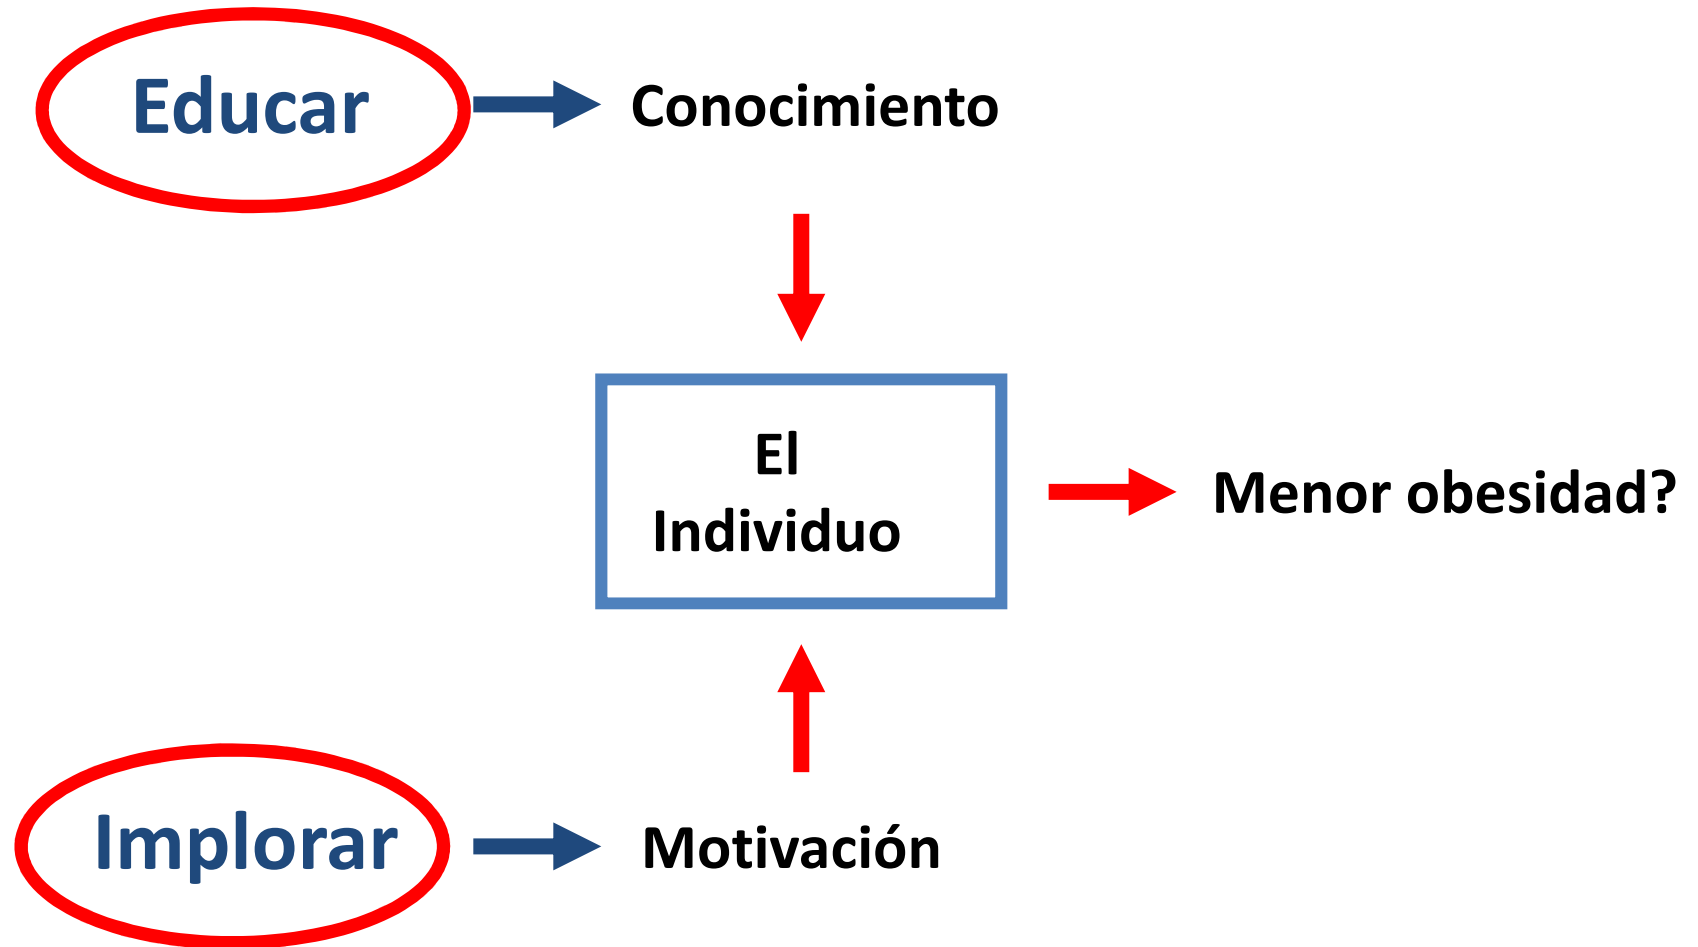 Educar
Conocimiento
El
Individuo
Menor obesidad?
Implorar
Motivación